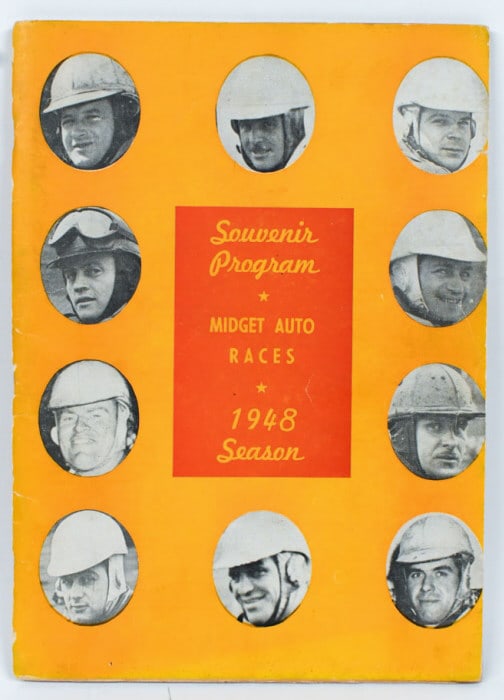 Souvenir
Program
MIDGET AUTO
RACES
1948
Season